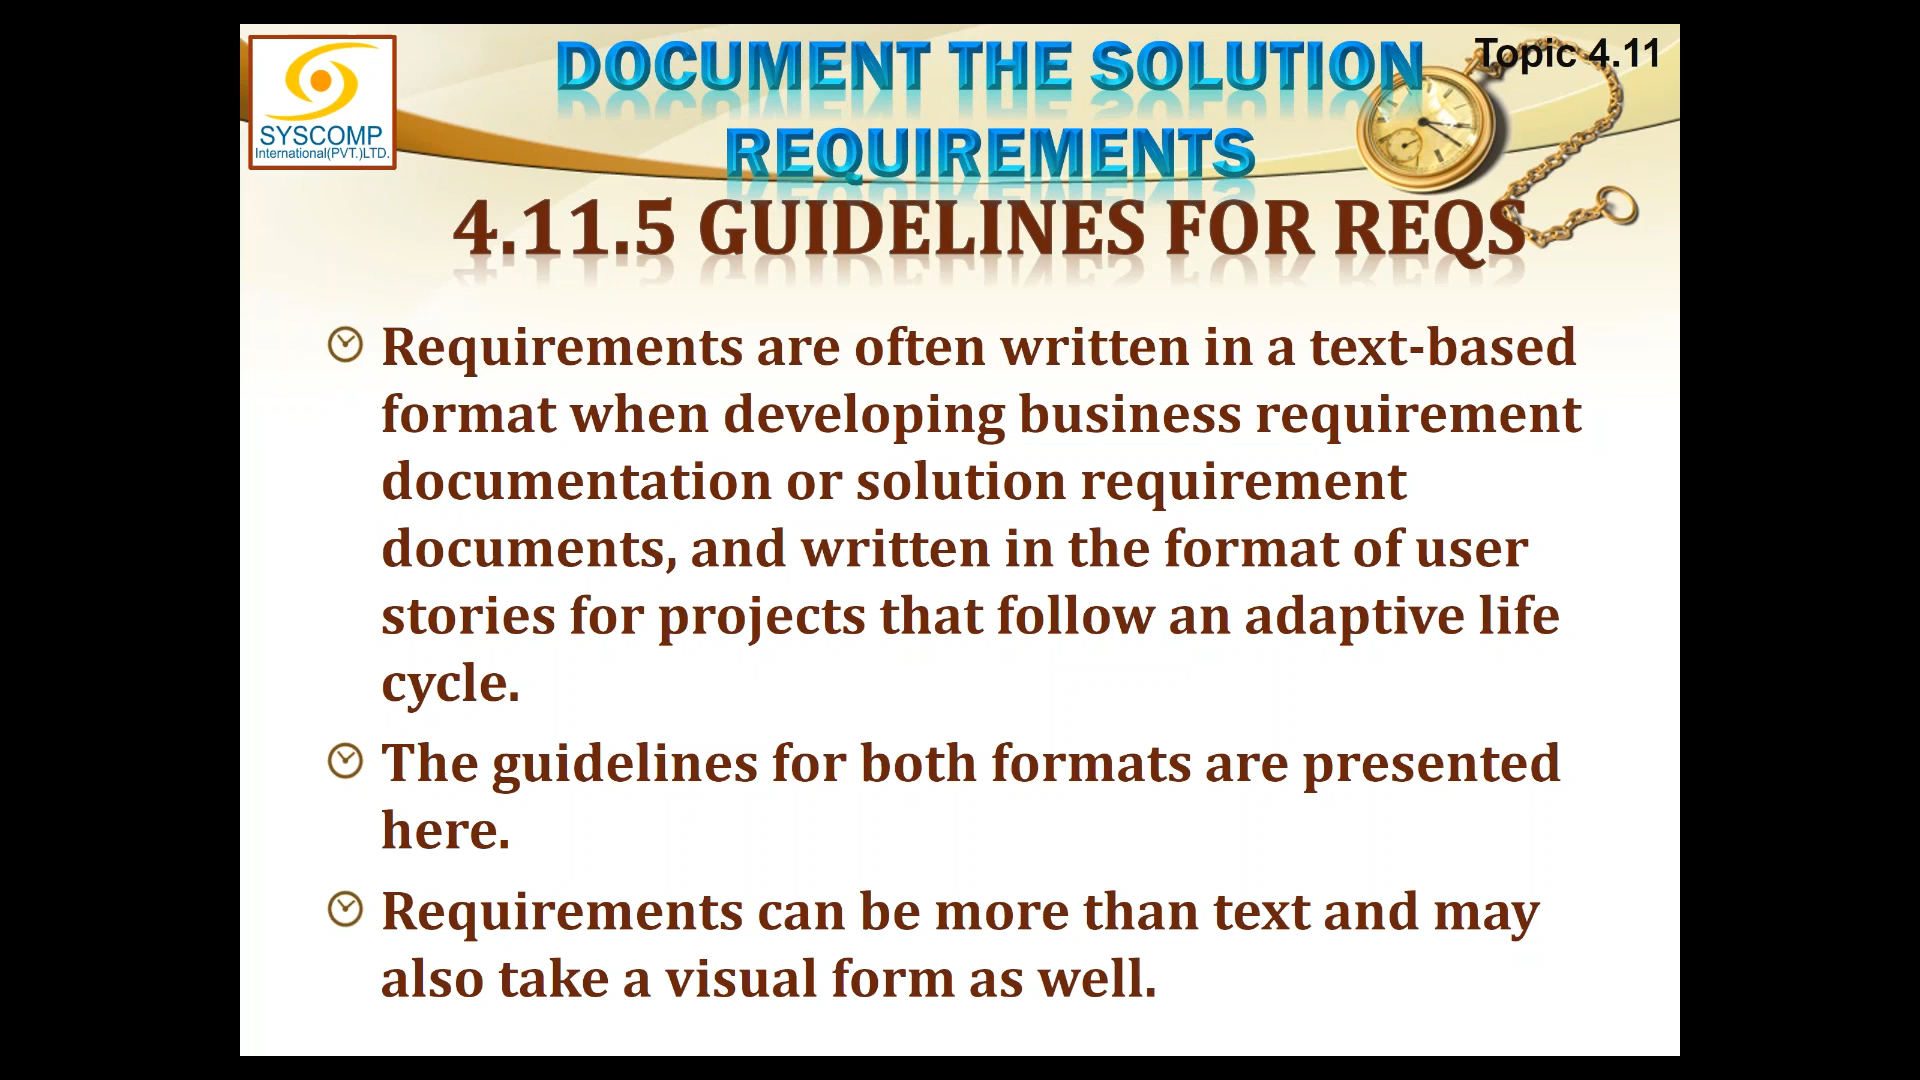 SYSCOMP
International(PVT.)LTD.
Topic 4.11
DOCUMENT THE SOLUTION
REQUIREMENTS
4.11.5 GUIDELINES FOR REQS
Requirements are often written in a text-based
format when developing business requirement
documentation or solution requirement
documents, and written in the format of user
stories for projects that follow an adaptive life
cycle.
The guidelines for both formats are presented
here.
Requirements can be more than text and may
also take a visual form as well.